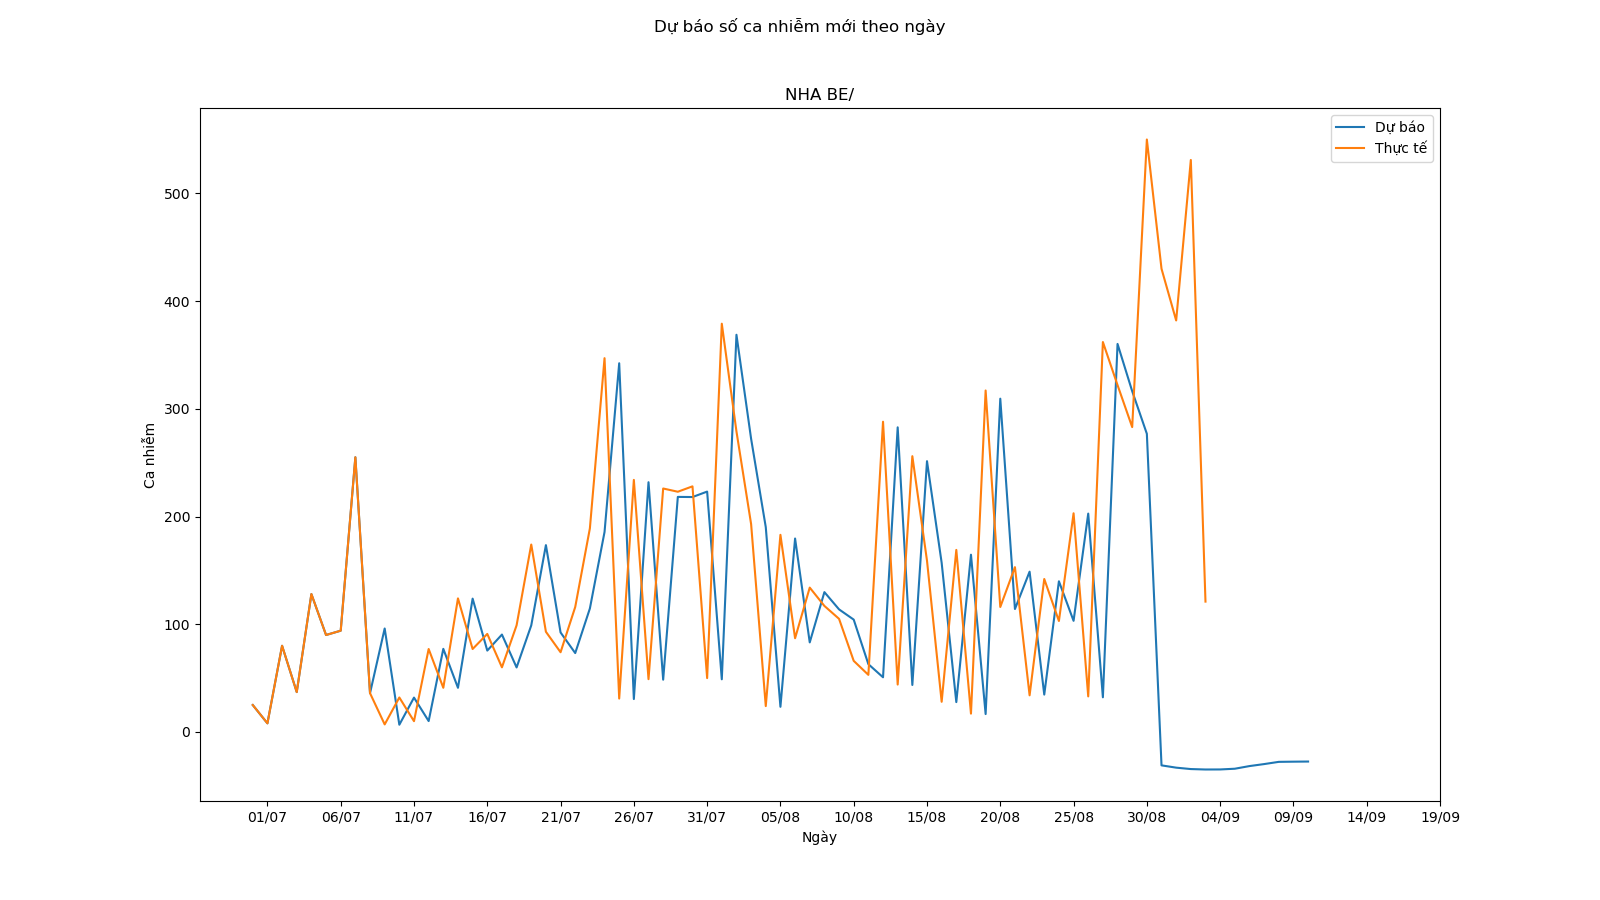 Dự báo số ca nhiễm mới theo ngày
NHA BE/
Dự báo
Thực tế
500
400
300
200
100
0
Ca nhiễm
01/07 06/07 11/07 16/07 21/07 26/07 31/07 05/08 10/08 15/08 20/08 25/08 30/08 04/09 09/09 14/09 19/09
Ngày